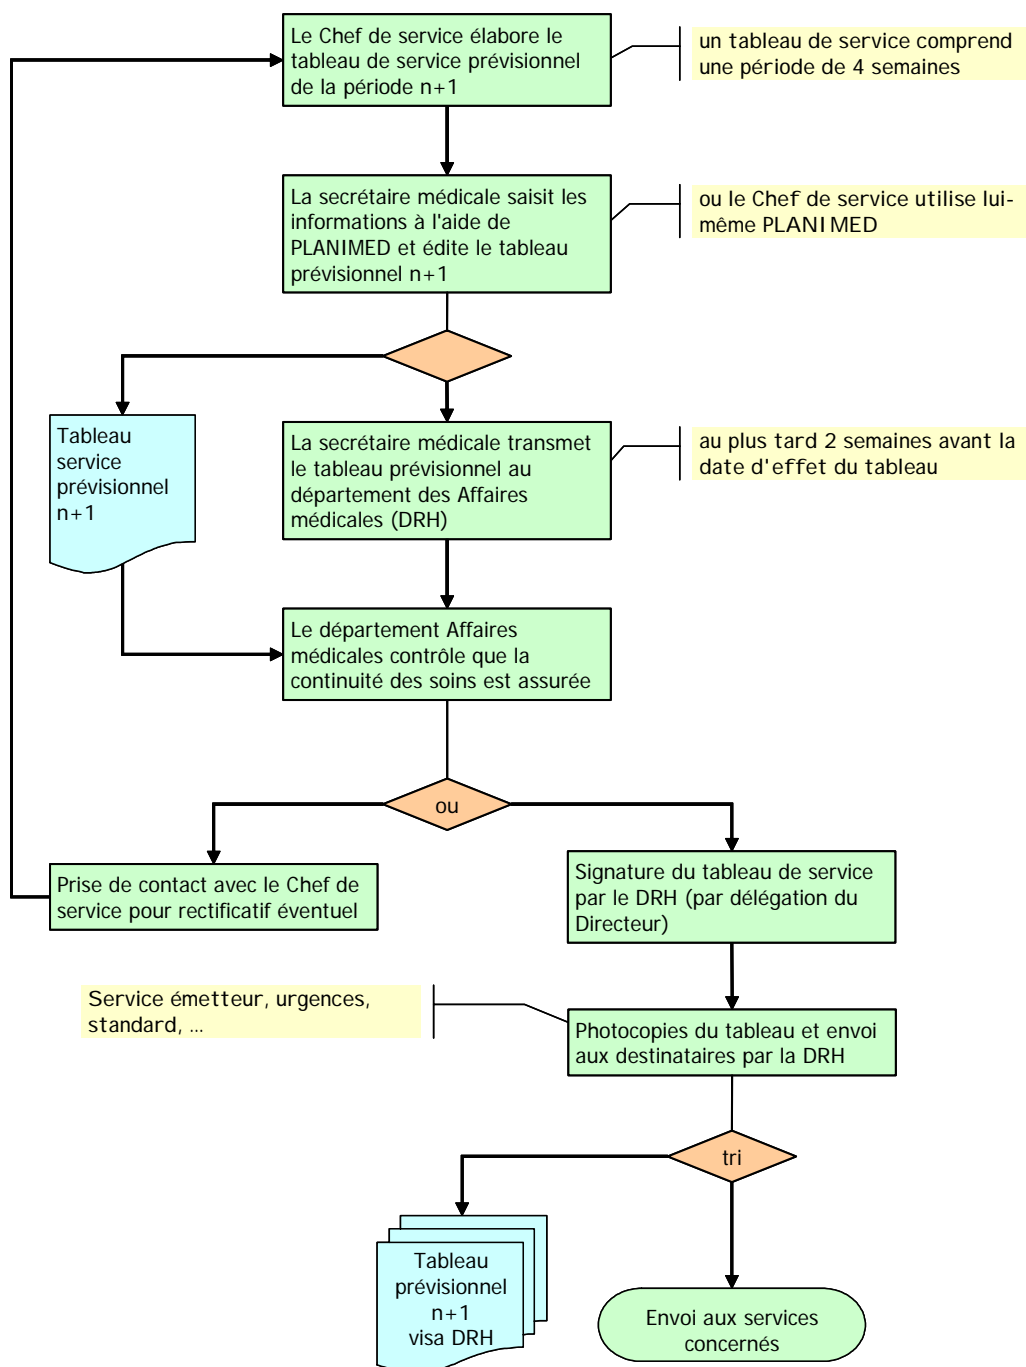 Le Chef de service élabore le
tableau de service prévisionnel
de la période n+1
un tableau de service comprend
une période de 4 semaines
La secrétaire médicale saisit les
informations à l'aide de
PLANIMED et édite le tableau
prévisionnel n+1
ou le Chef de service utilise lui-
même PLANIMED
Tableau
service
prévisionnel
n+1
La secrétaire médicale transmet
le tableau prévisionnel au
département des Affaires
médicales (DRH)
au plus tard 2 semaines avant la
date d'effet du tableau
Le département Affaires
médicales contrôle que la
continuité des soins est assurée
ou
Prise de contact avec le Chef de
service pour rectificatif éventuel
Signature du tableau de service
par le DRH (par délégation du
Directeur)
Service émetteur, urgences,
standard, ...
Photocopies du tableau et envoi
aux destinataires par la DRH
tri
Tableau
prévisionnel
n+1
visa DRH
Envoi aux services
concernés